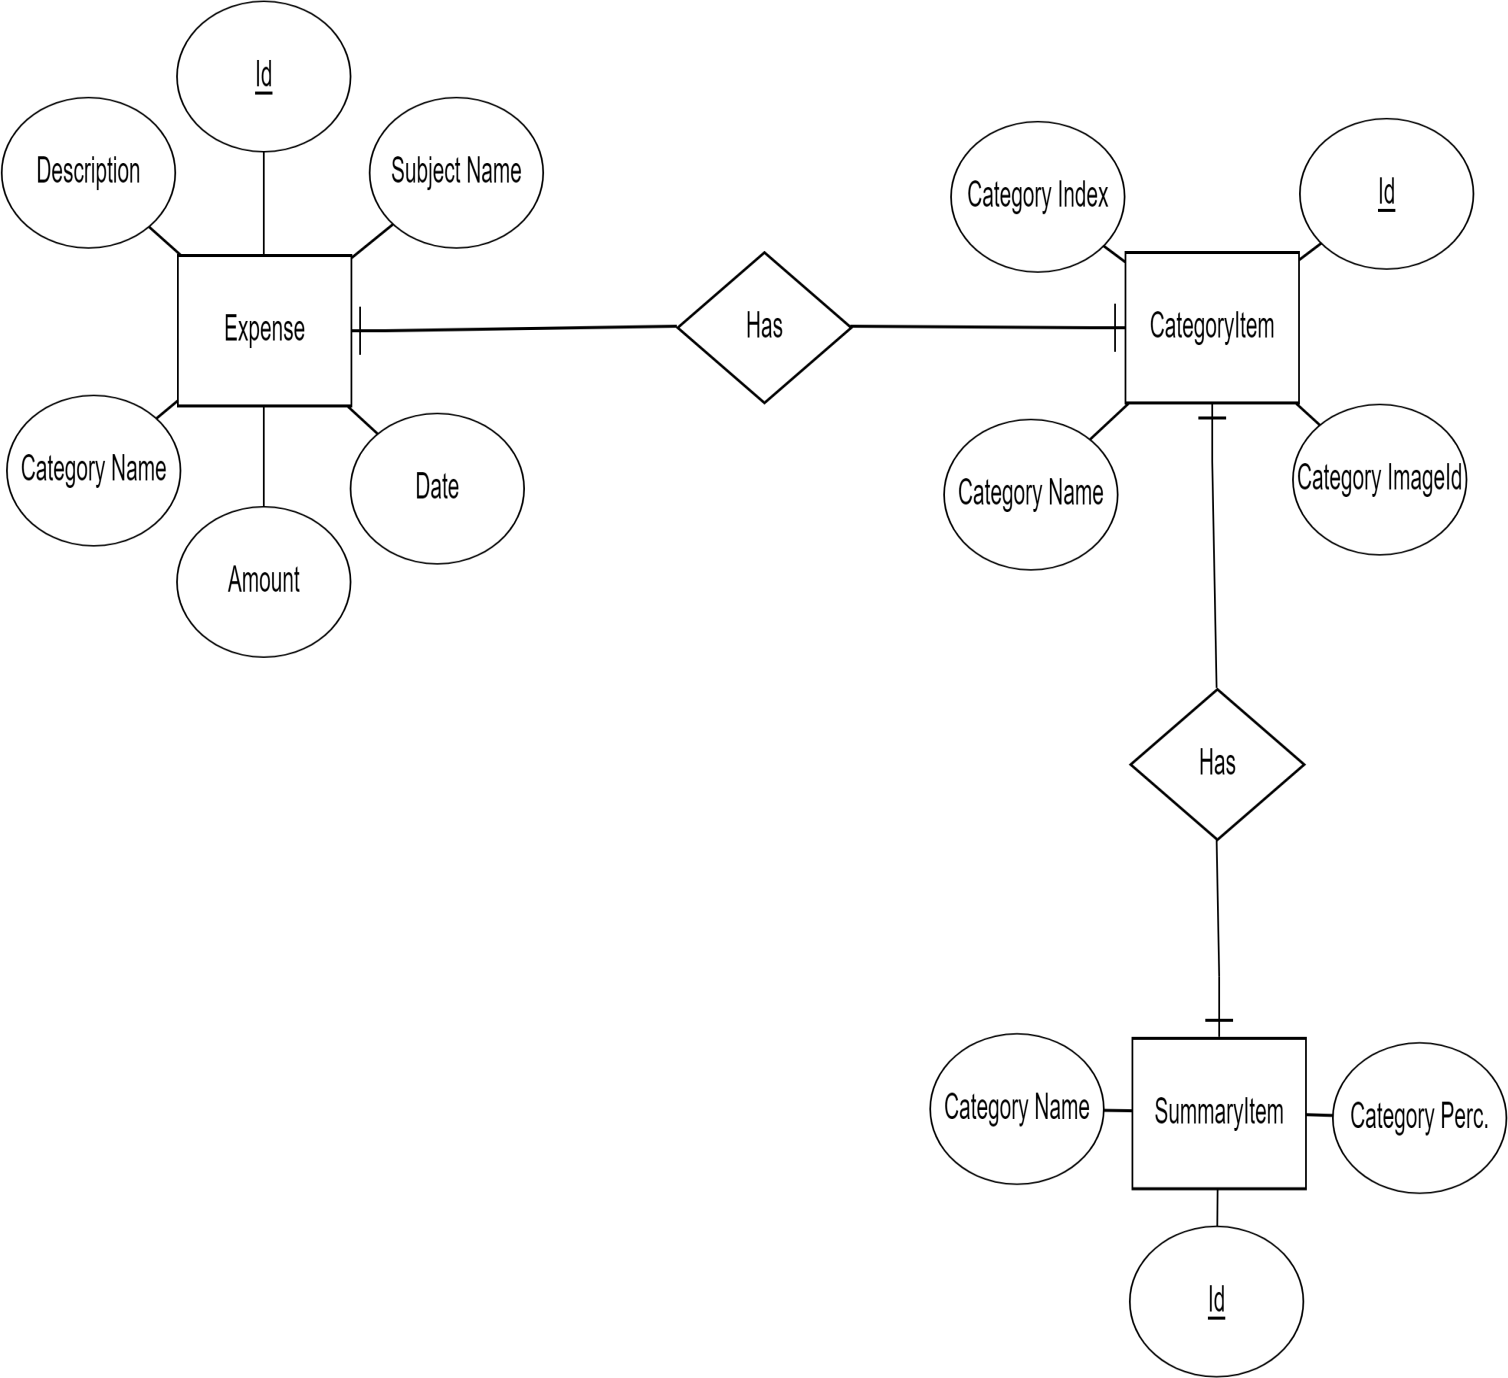 Id
Description
Subject Name
Expense
Category Name
Date
Amount
Has
Category Index
Id
CategoryItem
Category Name
Category ImageId
Has
Category Name
SummaryItem
Category Perc.
Id